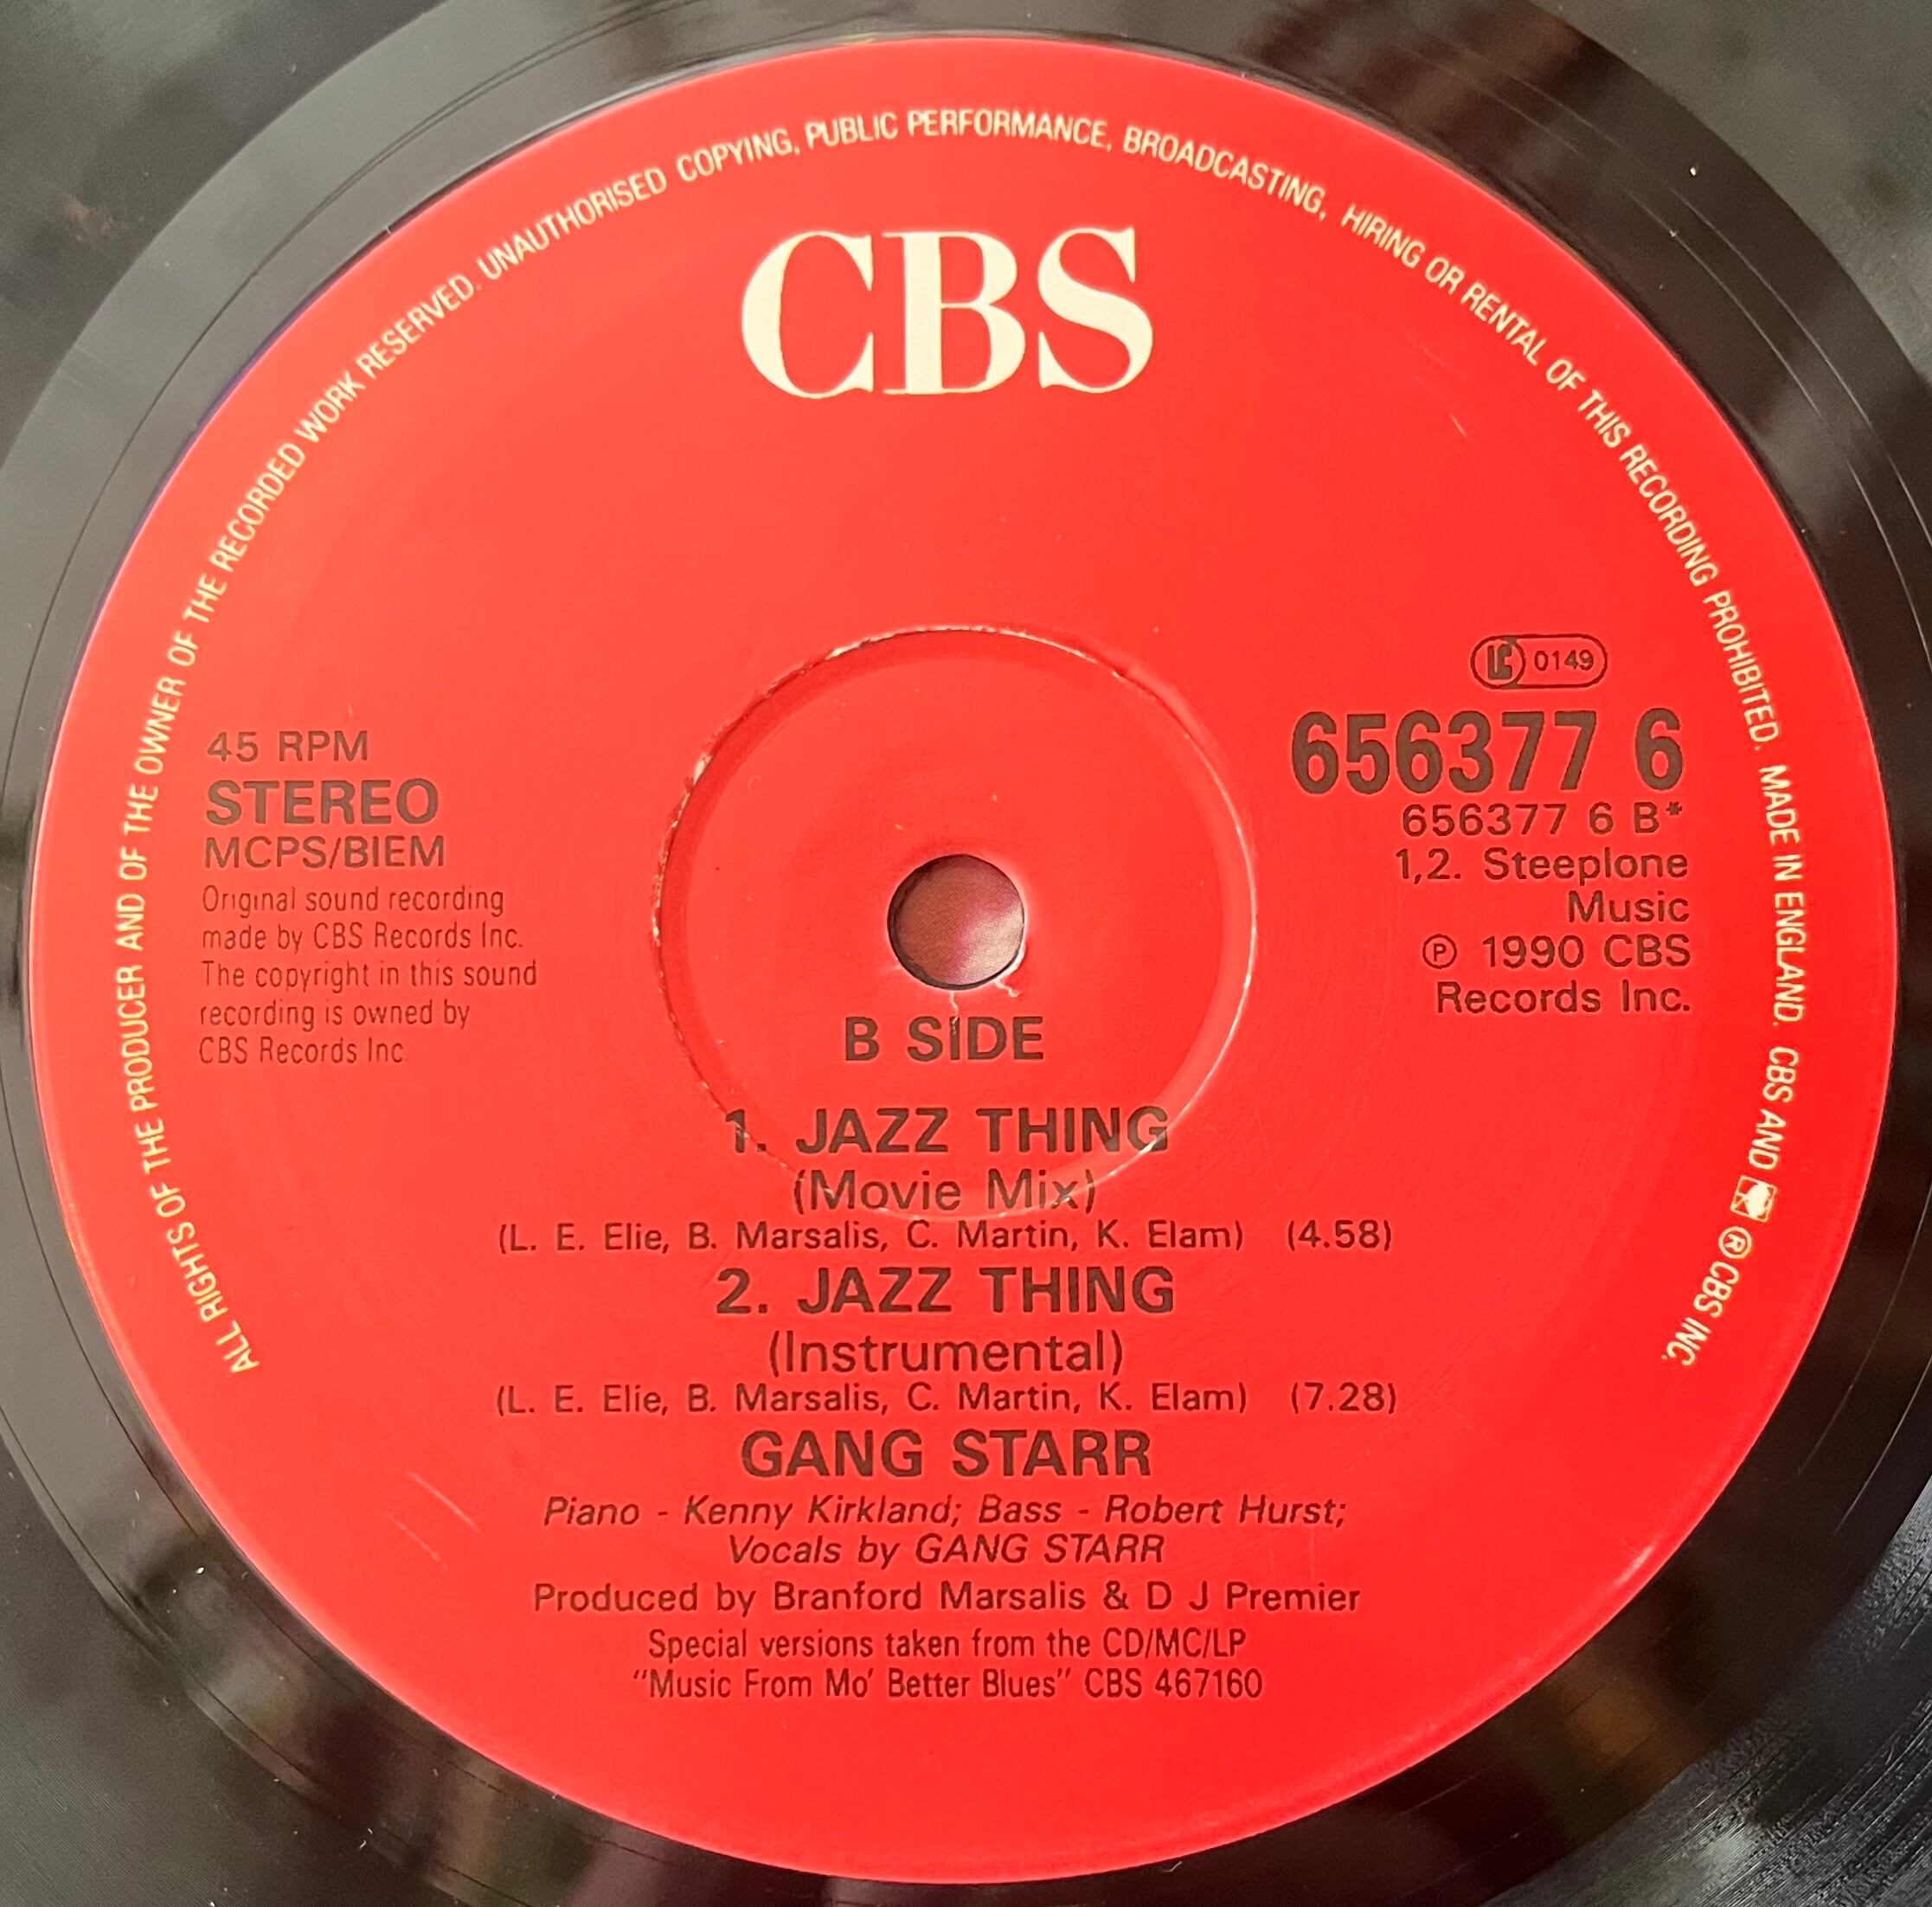 ALL RIGHTS OF THE PRODUCER AND OF THE OWNER OF THE RECORDED WORK RESERVED. UNAUTHORISED COPYING, PUBLIC PERFORMANCE, BROADCASTING, HIRING OR RENTAL OF THIS RECORDING PROHIBITED. MADE IN ENGLAND. CBS AND ® CBS INC.
CBS
45 RPM
STEREO
MCPS/BIEM
Original sound recording
made by CBS Records Inc.
The copyright in this sound
recording is owned by
CBS Records Inc
LC 0149
656377 6
656377 6 B*
1,2. Steeplone
Music
℗ 1990 CBS
Records Inc.
B SIDE
1. JAZZ THING
(Movie Mix)
(L. E. Elie, B. Marsalis, C. Martin, K. Elam) (4.58)
2. JAZZ THING
(Instrumental)
(L. E. Elie, B. Marsalis, C. Martin, K. Elam) (7.28)
GANG STARR
Piano - Kenny Kirkland; Bass - Robert Hurst;
Vocals by GANG STARR
Produced by Branford Marsalis & D J Premier
Special versions taken from the CD/MC/LP
"Music From Mo' Better Blues" CBS 467160